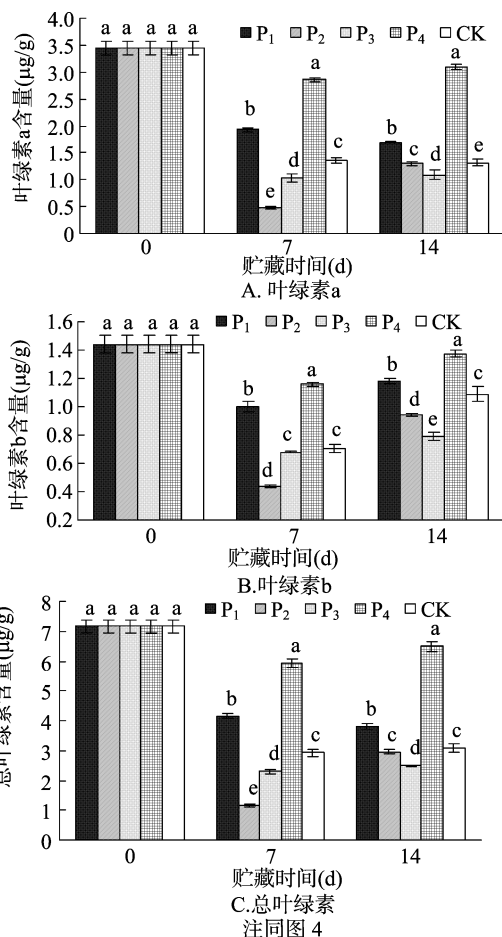 4.0 P1 P2 P3 P4 CK
a a a a a
3.5
a
a
3.0
2.5
叶绿素a含量(μg/g)
2.0
b
b
1.5
c
c
e
d
d
1.0
0.5
e
0
0 7 14
贮藏时间(d)
A. 叶绿素a
1.6 P1 P2 P3 P4 CK
a a a a a
1.4
a
1.2
a
b
c
叶绿素b含量(μg/g)
1.0
b
d
0.8
c
c
e
0.6
d
0.4
0.2
0 7 14
贮藏时间(d)
B.叶绿素b
8 P1 P2 P3 P4 CK
a a a a a
7
a
a
6
5
总叶绿素含量(μg/g)
4
b
b
3
c
c
c
d
d
2
e
1
0
0 7 14
贮藏时间(d)
C.总叶绿素
注同图 4